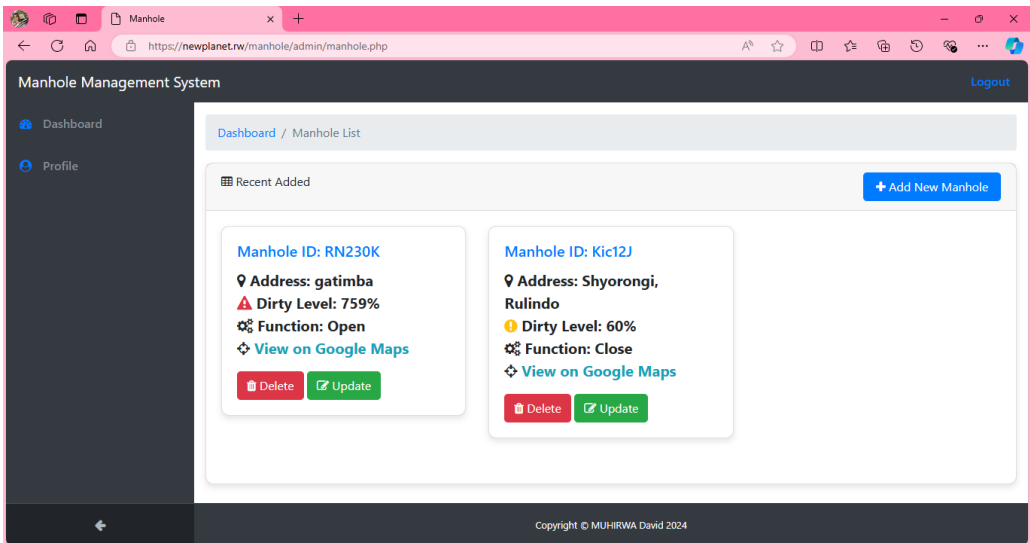 Manhole
https://newplanet.rw/manhole/admin/manhole.php
Manhole Management System
Logout
Dashboard
Profile
Dashboard / Manhole List
Recent Added
Add New Manhole
Manhole ID: RN230K
Address: gatimba
Dirty Level: 759%
Function: Open
View on Google Maps
Delete
Update
Manhole ID: Kic12J
Address: Shyorongi,
Rulindo
Dirty Level: 60%
Function: Close
View on Google Maps
Delete
Update
Copyright © MUHIRWA David 2024